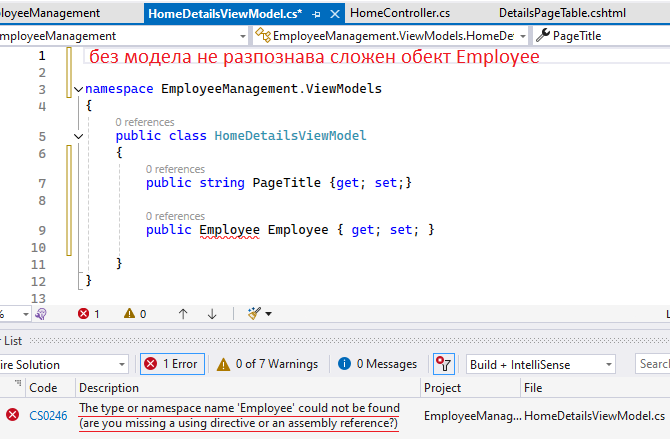 ployeeManagement
HomeDetailsViewModel.cs*
HomeController.cs
DetailsPageTable.cshtml
mployeeManagement
EmployeeManagement.ViewModels.HomeDe
PageTitle
1 без модела не разпознава сложен обект Employee
2
3 namespace EmployeeManagement.ViewModels
4 {
0 references
5 public class HomeDetailsViewModel
6 {
0 references
7 public string PageTitle {get; set;}
8
0 references
9 public Employee Employee { get; set; }
10
11 }
12 }
13
%
1
0
L
r List
ire Solution
1 Error
0 of 7 Warnings
0 Messages
Build + IntelliSense
Search
Code
Description
Project
File
CS0246
The type or namespace name 'Employee' could not be found
(are you missing a using directive or an assembly reference?)
EmployeeManag...
HomeDetailsViewModel.cs